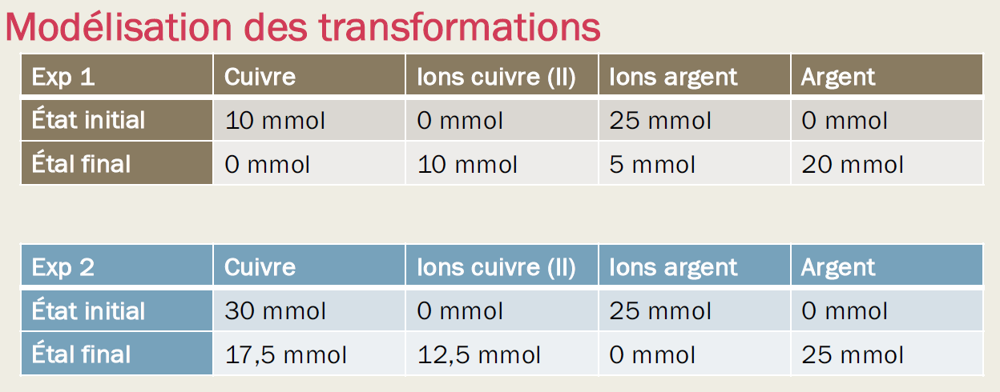 Modélisation des transformations
Exp 1 Cuivre Ions cuivre (II) Ions argent Argent
État initial 10 mmol 0 mmol 25 mmol 0 mmol
Étal final 0 mmol 10 mmol 5 mmol 20 mmol
Exp 2 Cuivre Ions cuivre (II) Ions argent Argent
État initial 30 mmol 0 mmol 25 mmol 0 mmol
Étal final 17,5 mmol 12,5 mmol 0 mmol 25 mmol